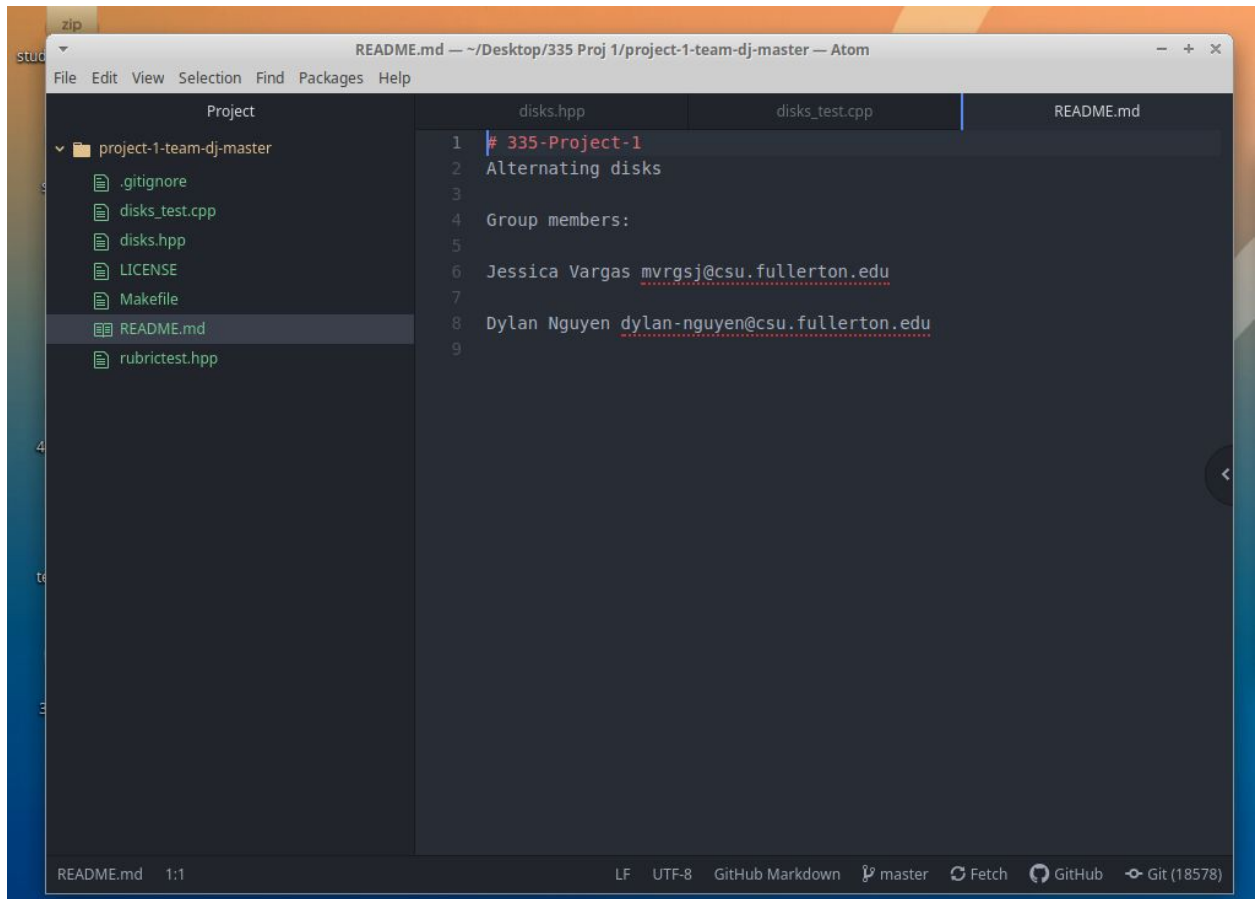 zip
stud
README.md — ~/Desktop/335 Proj 1/project-1-team-dj-master — Atom
File Edit View Selection Find Packages Help
Project
disks.hpp disks_test.cpp README.md
project-1-team-dj-master
.gitignore
disks_test.cpp
disks.hpp
LICENSE
Makefile
README.md
rubrictest.hpp
1 # 335-Project-1
2 Alternating disks
3
4 Group members:
5
6 Jessica Vargas mvrgsj@csu.fullerton.edu
7
8 Dylan Nguyen dylan-nguyen@csu.fullerton.edu
9
4
te
3
README.md 1:1 LF UTF-8 GitHub Markdown master Fetch GitHub Git (18578)